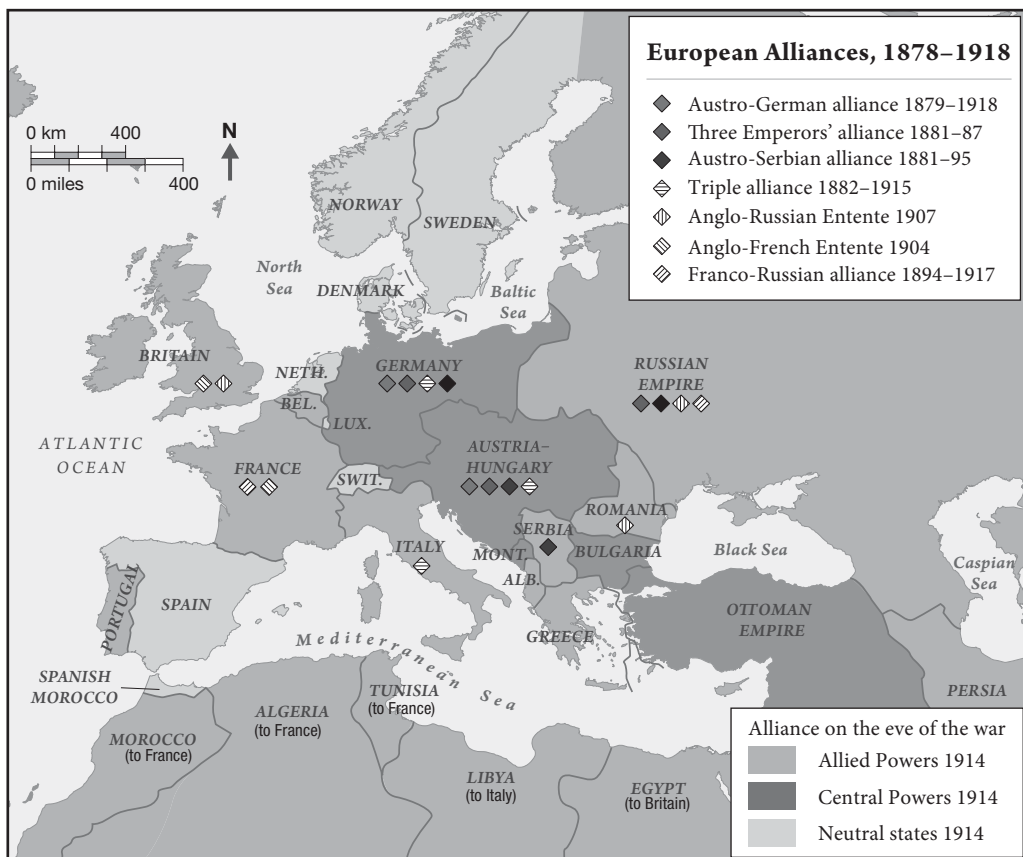 European Alliances, 1878–1918
Austro-German alliance 1879–1918
Three Emperors’ alliance 1881–87
Austro-Serbian alliance 1881–95
Triple alliance 1882–1915
Anglo-Russian Entente 1907
Anglo-French Entente 1904
Franco-Russian alliance 1894–1917
0 km 400
0 miles 400
N
NORWAY
SWEDEN
North
Sea
DENMARK
Baltic
Sea
BRITAIN
NETH.
GERMANY
RUSSIAN
EMPIRE
BEL.
LUX.
ATLANTIC
OCEAN
FRANCE
SWIT.
AUSTRIA–
HUNGARY
ROMANIA
SERBIA
ITALY
MONT.
BULGARIA
Black Sea
Caspian
Sea
ALB.
PORTUGAL
SPAIN
OTTOMAN
EMPIRE
GREECE
Mediterranean Sea
SPANISH
MOROCCO
TUNISIA
(to France)
PERSIA
ALGERIA
(to France)
MOROCCO
(to France)
LIBYA
(to Italy)
EGYPT
(to Britain)
Alliance on the eve of the war
Allied Powers 1914
Central Powers 1914
Neutral states 1914